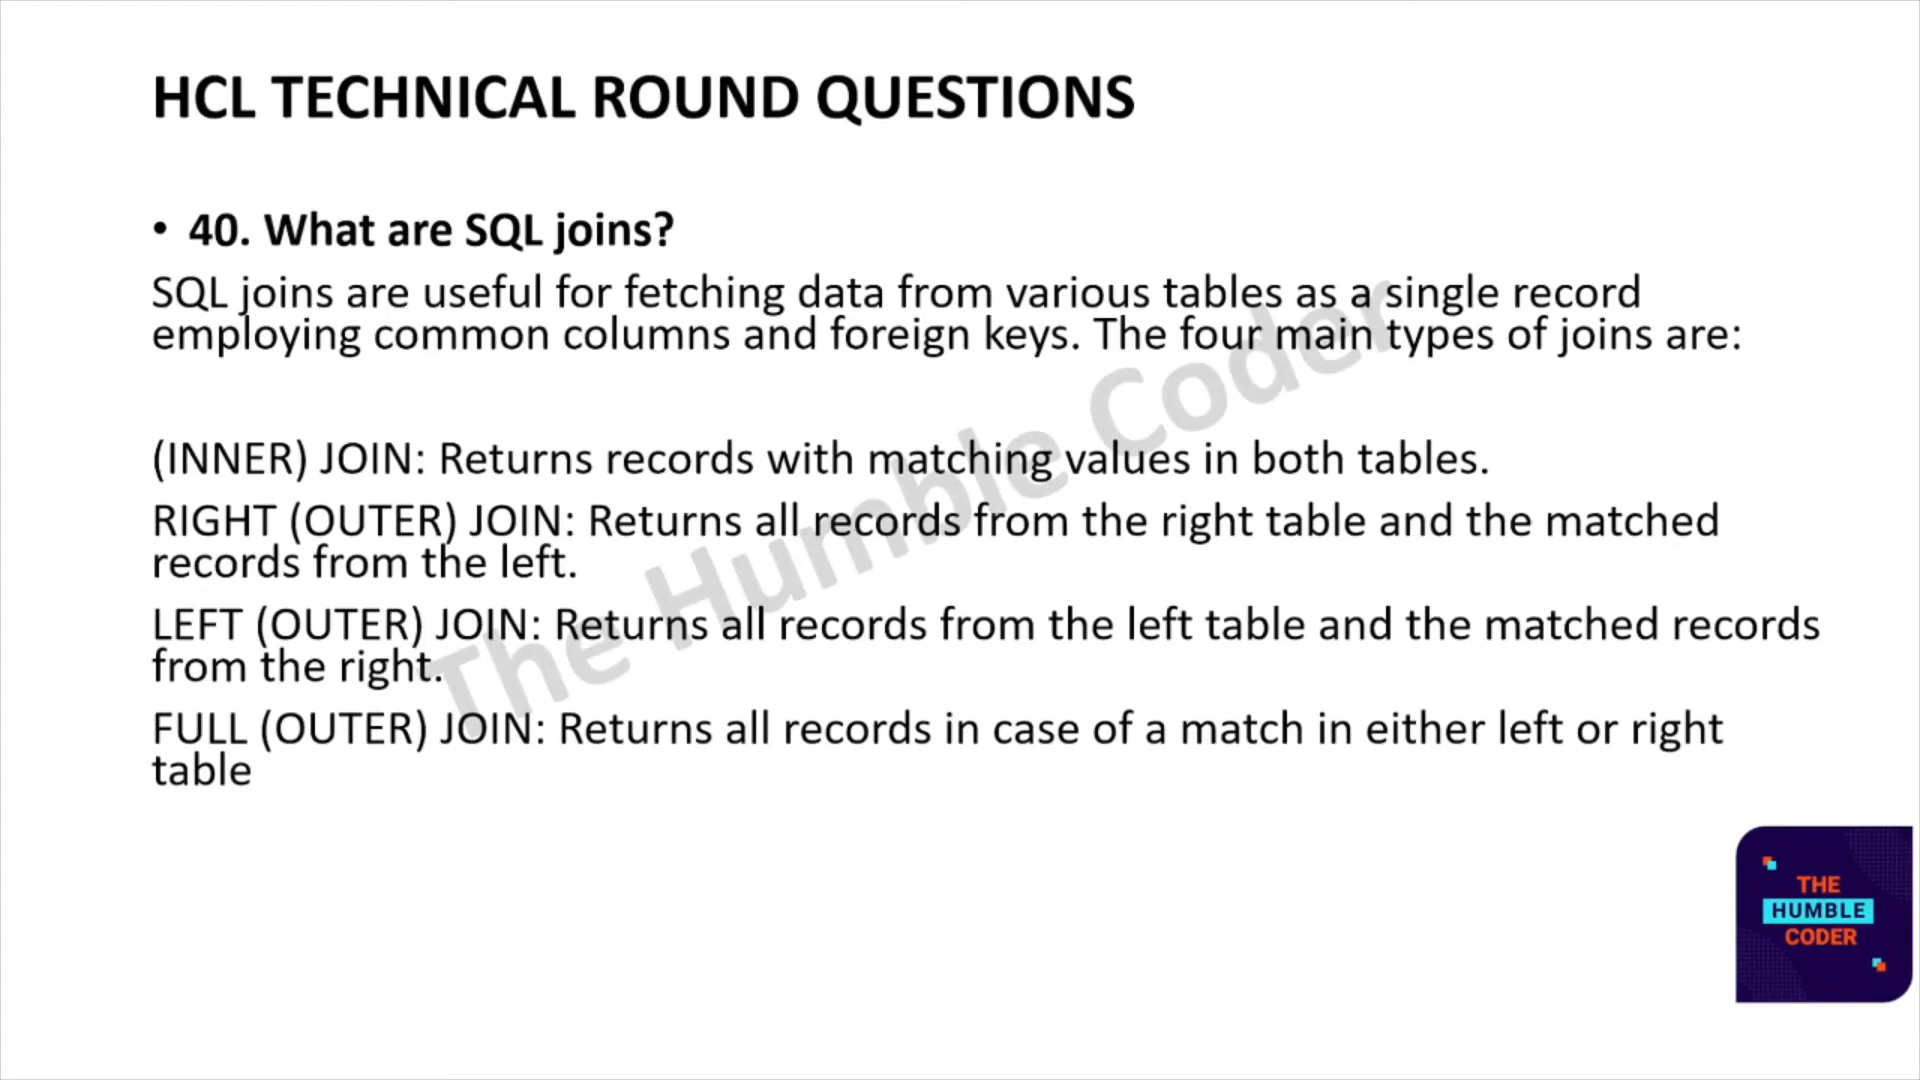 HCL TECHNICAL ROUND QUESTIONS
• 40. What are SQL joins?
SQL joins are useful for fetching data from various tables as a single record
employing common columns and foreign keys. The four main types of joins are:
(INNER) JOIN: Returns records with matching values in both tables.
RIGHT (OUTER) JOIN: Returns all records from the right table and the matched
records from the left.
LEFT (OUTER) JOIN: Returns all records from the left table and the matched records
from the right.
FULL (OUTER) JOIN: Returns all records in case of a match in either left or right
table
The Humble Coder
THE
HUMBLE
CODER